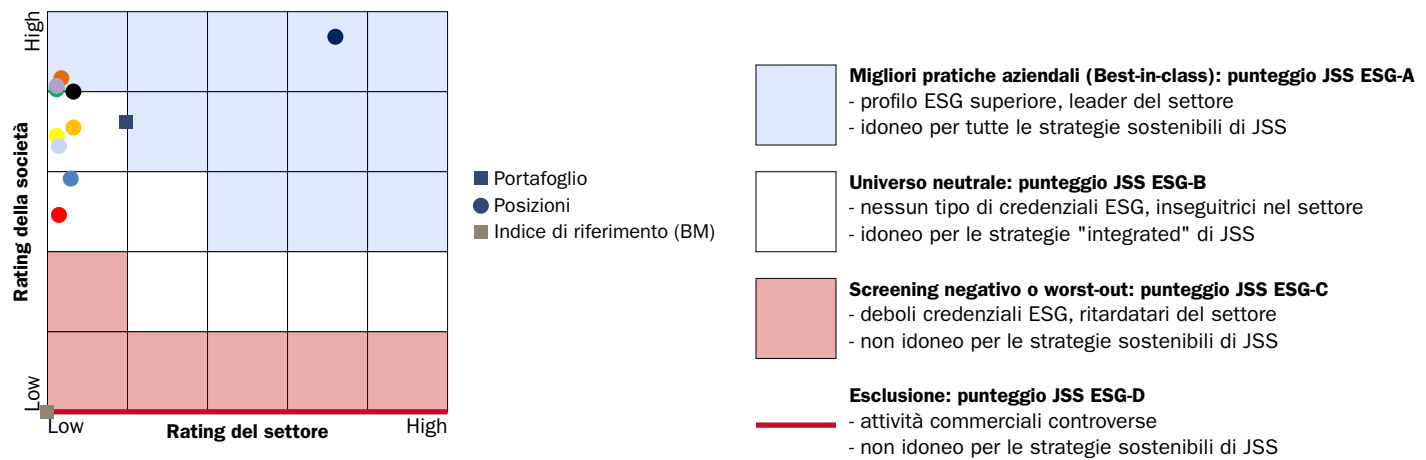 High
Rating della società
Low
Low
Rating del settore
High
Portafoglio
Posizioni
Indice di riferimento (BM)
Migliori pratiche aziendali (Best-in-class): punteggio JSS ESG-A
- profilo ESG superiore, leader del settore
- idoneo per tutte le strategie sostenibili di JSS
Universo neutrale: punteggio JSS ESG-B
- nessun tipo di credenziali ESG, inseguitrici nel settore
- idoneo per le strategie "integrated" di JSS
Screening negativo o worst-out: punteggio JSS ESG-C
- deboli credenziali ESG, ritardatari del settore
- non idoneo per le strategie sostenibili di JSS
Esclusione: punteggio JSS ESG-D
- attività commerciali controverse
- non idoneo per le strategie sostenibili di JSS